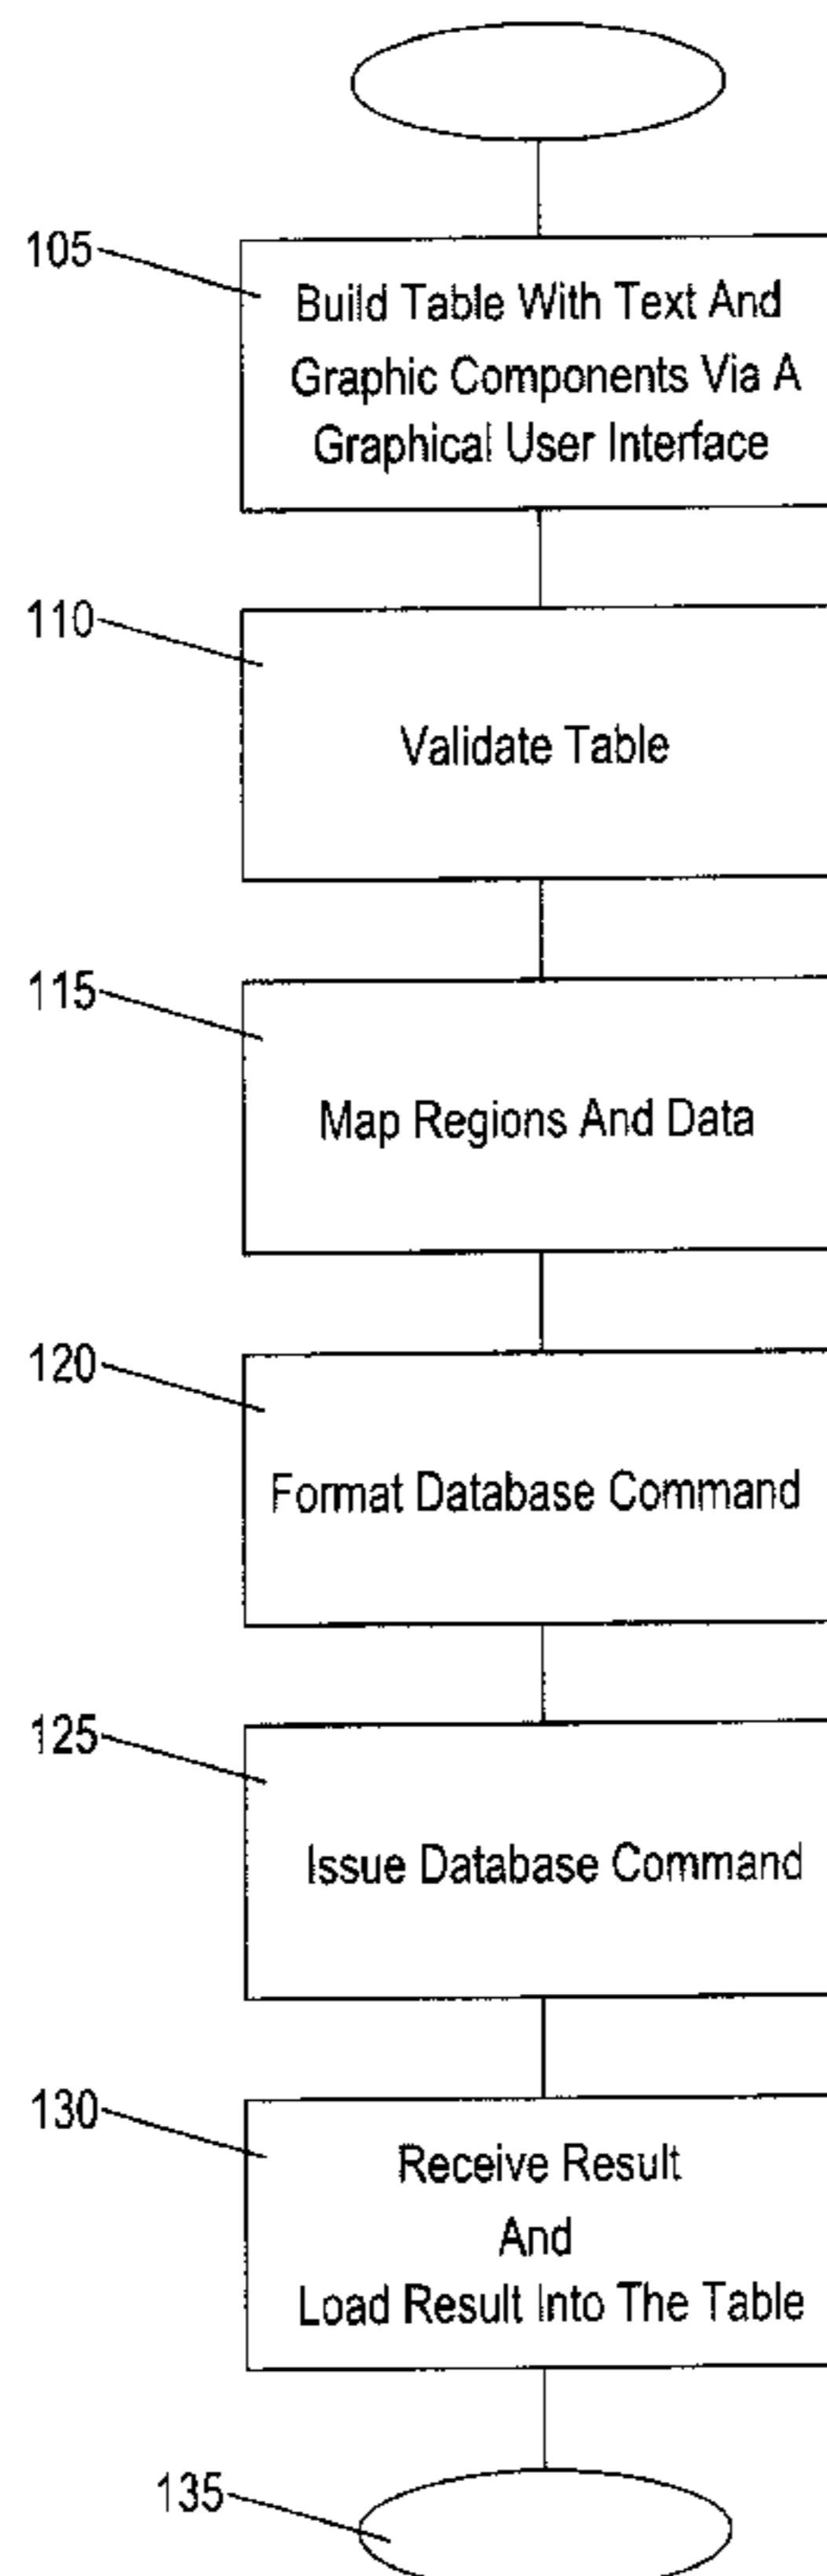 105
Build Table With Text And
Graphic Components Via A
Graphical User Interface
110
Validate Table
115
Map Regions And Data
120
Format Database Command
125
Issue Database Command
130
Receive Result
And
Load Result Into The Table
135